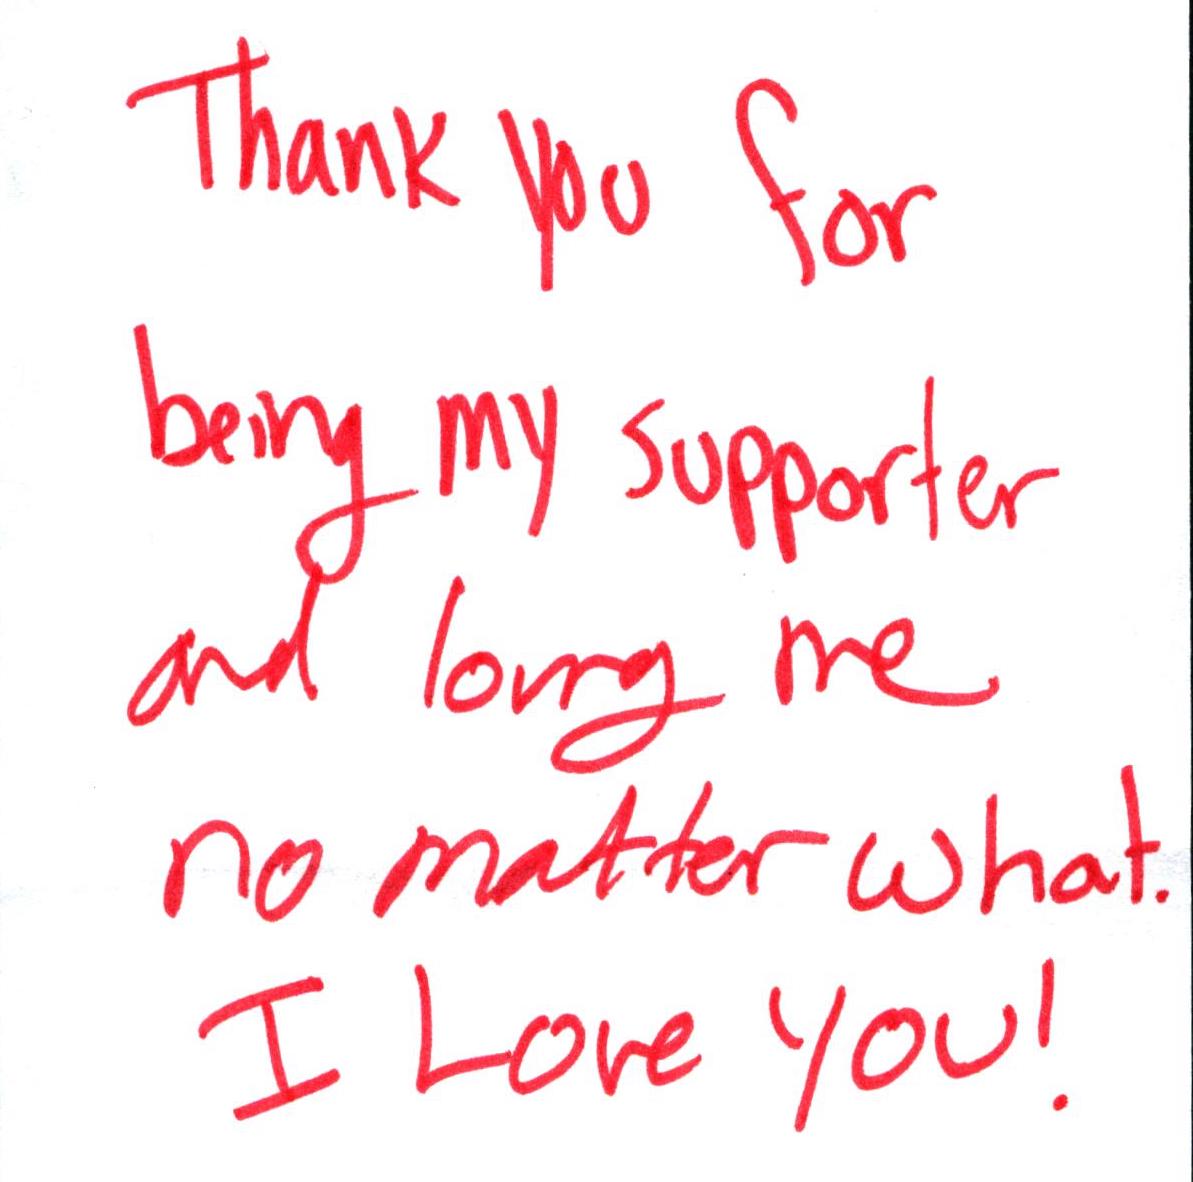 Thank you for
being my supporter
and loving me
no matter what.
I Love you!